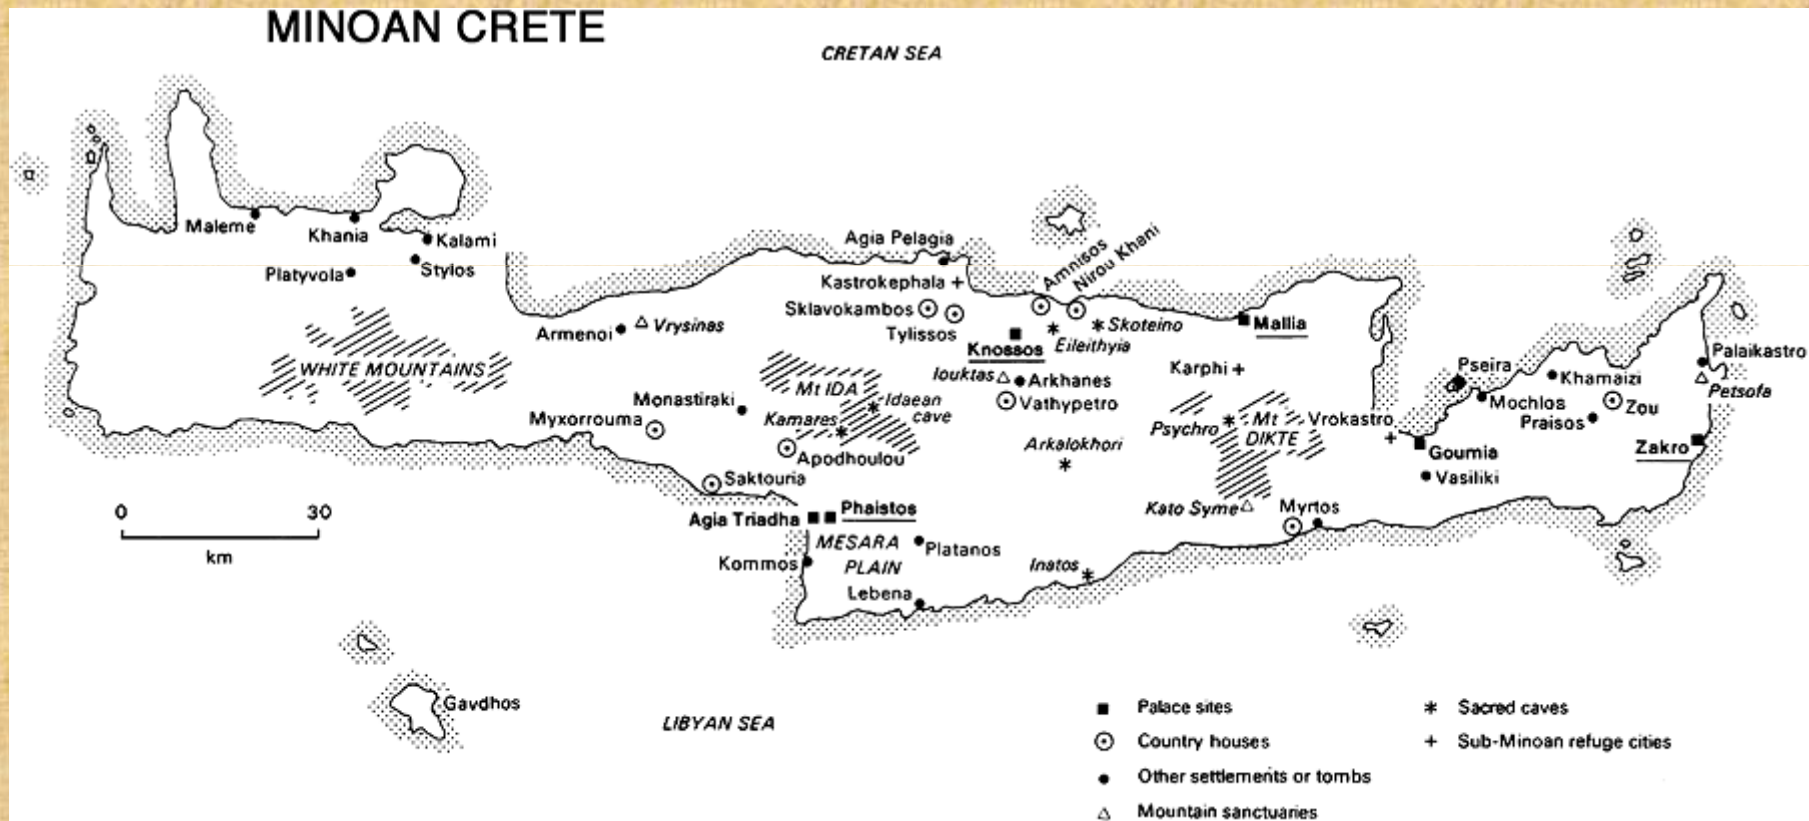 MINOAN CRETE
CRETAN SEA
Maleme
Khania
Kalami
Stylos
Platyvola
Agia Pelagia
Kastrokephala
Amnisos
Nirou Khani
Sklavokambos
Tylissos
Skoteino
Eileithyia
Knossos
Mallia
Armenoi
Vrysinas
WHITE MOUNTAINS
Iouktas
Arkhanes
Vathypetro
Karphi
Pseira
Palaikastro
Petsofa
Khamaizi
Mochlos
Zou
Praisos
Mt IDA
Idaean
cave
Kamares
Monastiraki
Myxorrouma
Apodhoulou
Saktouria
Arkalokhori
Psychro
Mt
DIKTE
Vrokastro
Goumia
Vasiliki
Zakro
Kato Syme
Myrtos
Agia Triadha
Phaistos
MESARA
PLAIN
Platanos
Kommos
Lebena
Inatos
0 30
km
Gavdhos
LIBYAN SEA
Palace sites
Country houses
Other settlements or tombs
Mountain sanctuaries
Sacred caves
Sub-Minoan refuge cities